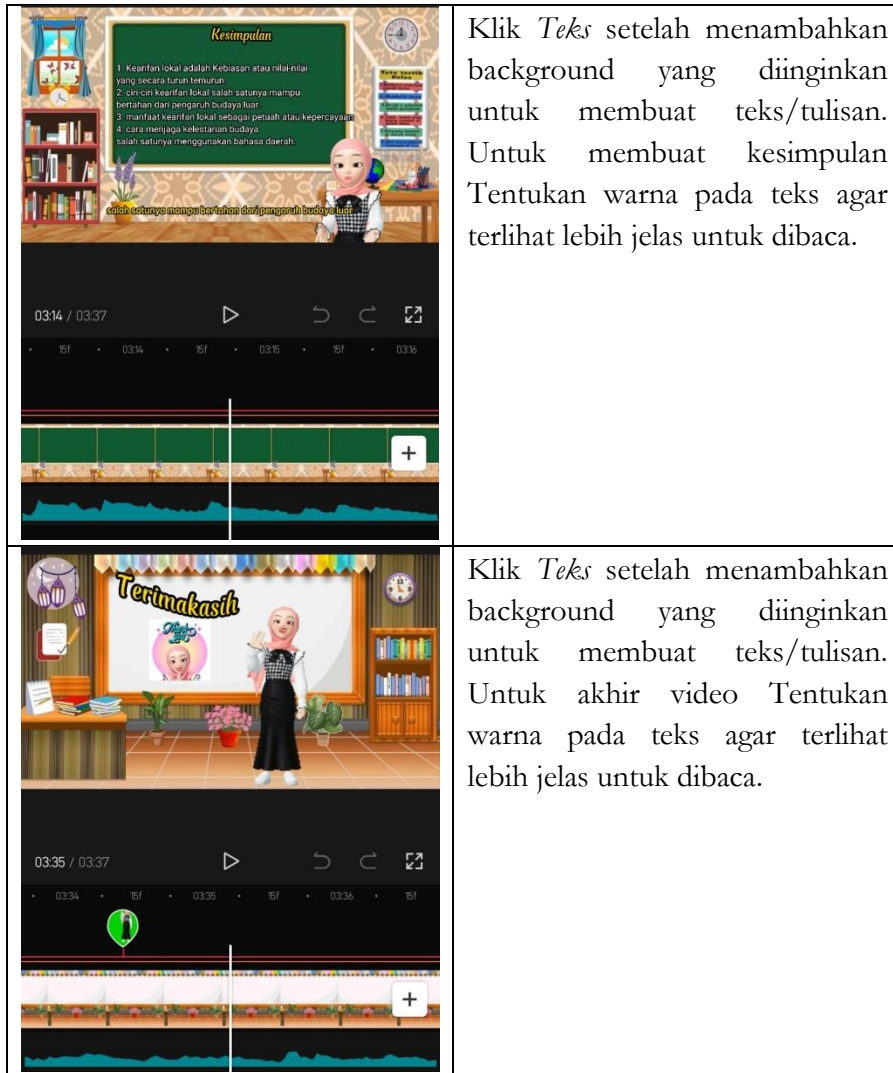 Kesimpulan
1. Kearifan lokal adalah Kebiasan atau nilai-nilai
yang secara turun temurun.
2. ciri-ciri kearifan lokal salah satunya mampu
bertahan dari pengaruh budaya luar
3. manfaat kearifan lokal sebagai petuah atau kepercayaan
4. cara menjaga kelestarian budaya
salah satunya menggunakan bahasa daerah.
salah satunya mampu bertahan dari pengaruh budaya luar
03:14 / 03:37
15f 03:14 15f 03:15 15f 03:16
Klik Teks setelah menambahkan
background yang diinginkan
untuk membuat teks/tulisan.
Untuk membuat kesimpulan
Tentukan warna pada teks agar
terlihat lebih jelas untuk dibaca.
Terimakasih
03:35 / 03:37
03:34 15f 03:35 15f 03:36 15f
Klik Teks setelah menambahkan
background yang diinginkan
untuk membuat teks/tulisan.
Untuk akhir video Tentukan
warna pada teks agar terlihat
lebih jelas untuk dibaca.